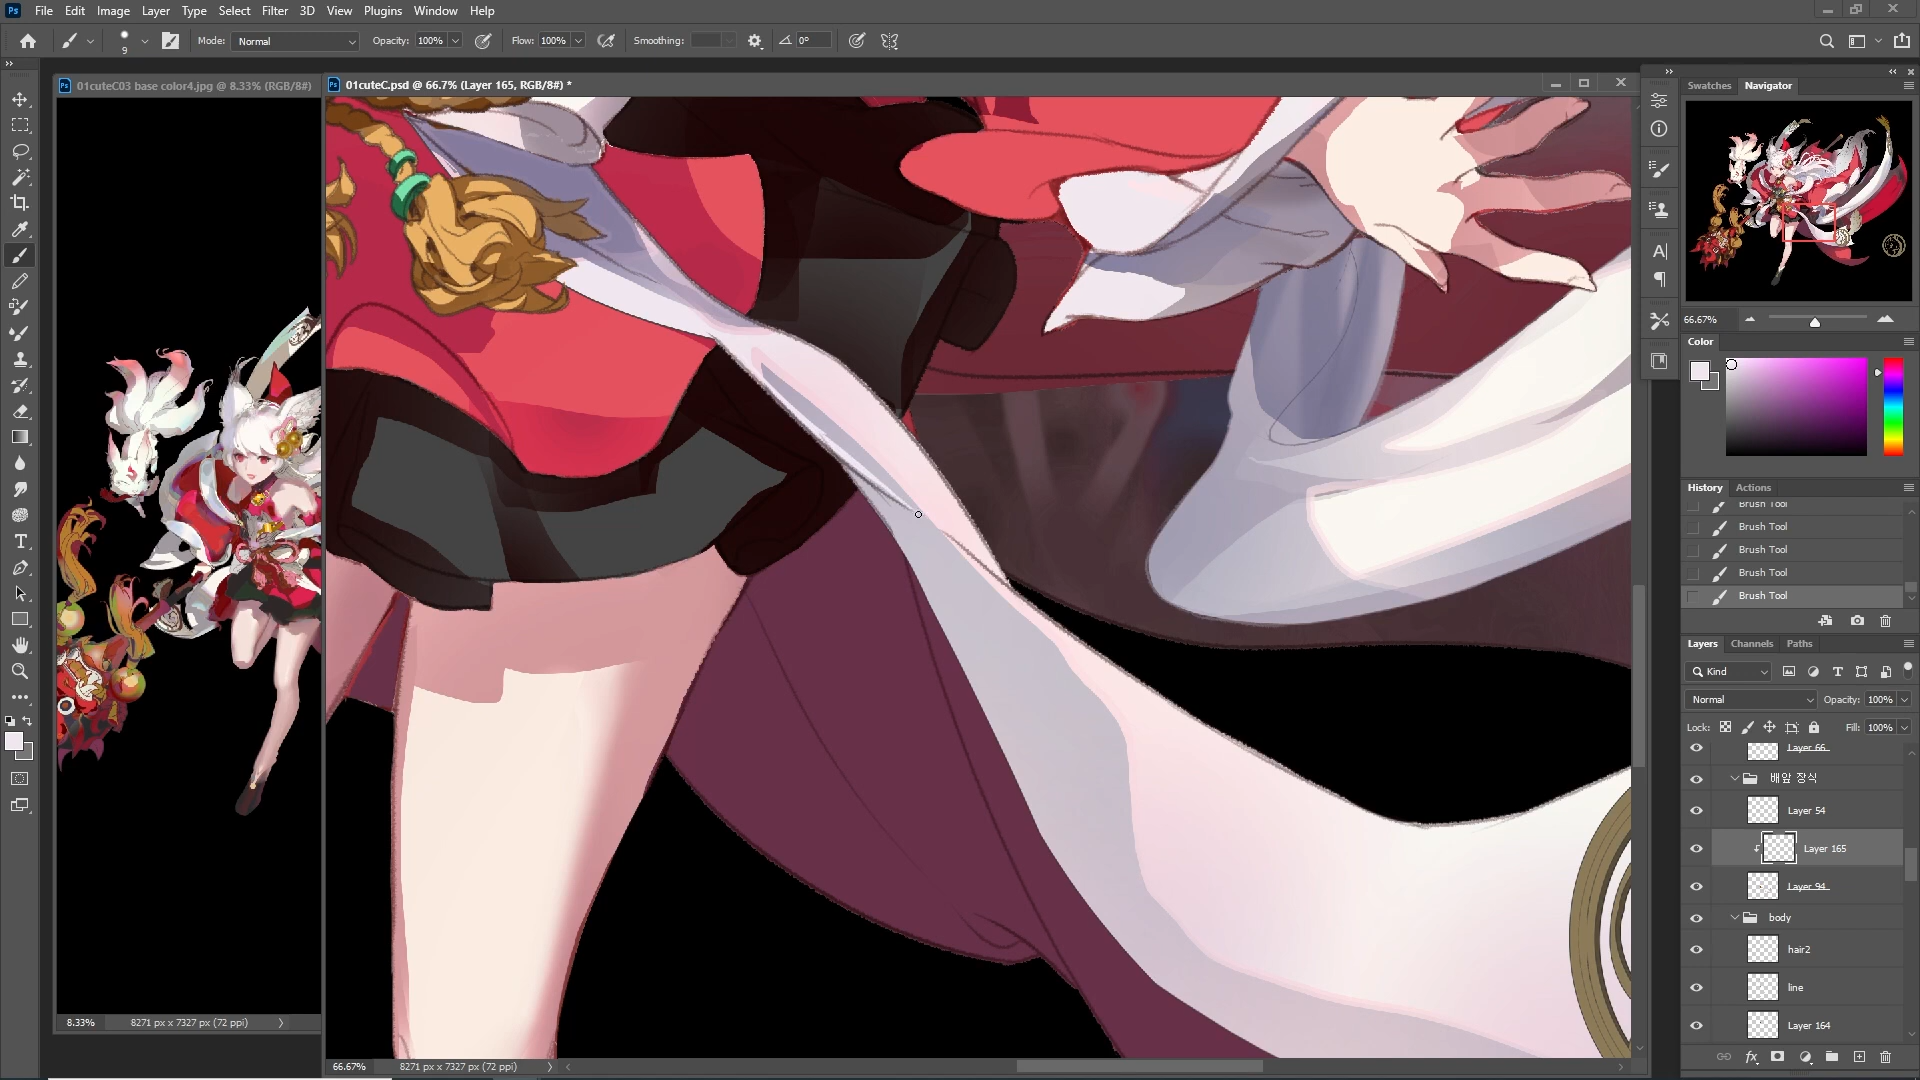 File Edit Image Layer Type Select Filter 3D View Plugins Window Help
9 Mode: Normal Opacity: 100% Flow: 100% Smoothing: 0°
01cuteC03 base color4.jpg @ 8.33% (RGB/8#)
01cuteC.psd @ 66.7% (Layer 165, RGB/8#) *
Swatches Navigator
66.67%
Color
History Actions
Brush Tool
Brush Tool
Brush Tool
Brush Tool
Brush Tool
Layers Channels Paths
Kind
Normal Opacity: 100%
Lock: Fill: 100%
Layer 66
배앞 장식
Layer 54
Layer 165
Layer 94
body
hair2
line
Layer 164
8.33% 8271 px x 7327 px (72 ppi)
66.67% 8271 px x 7327 px (72 ppi)